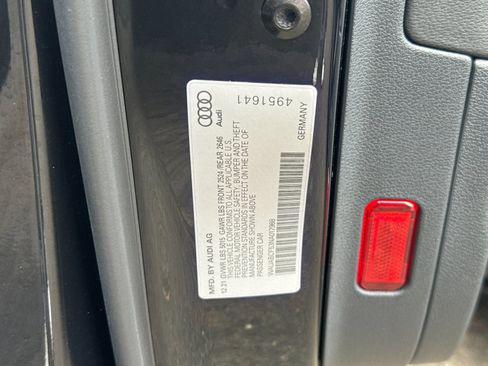 Audi
4951641
GERMANY
MFD. BY AUDI AG
12.21. GVWR LBS 5015 GAWR LBS FRONT 2524 /REAR 2646
THIS VEHICLE CONFORMS TO ALL APPLICABLE U.S.
FEDERAL MOTOR VEHICLE SAFETY, BUMPER AND THEFT
PREVENTION STANDARDS IN EFFECT ON THE DATE OF
MANUFACTURE SHOWN ABOVE
PASSENGER CAR